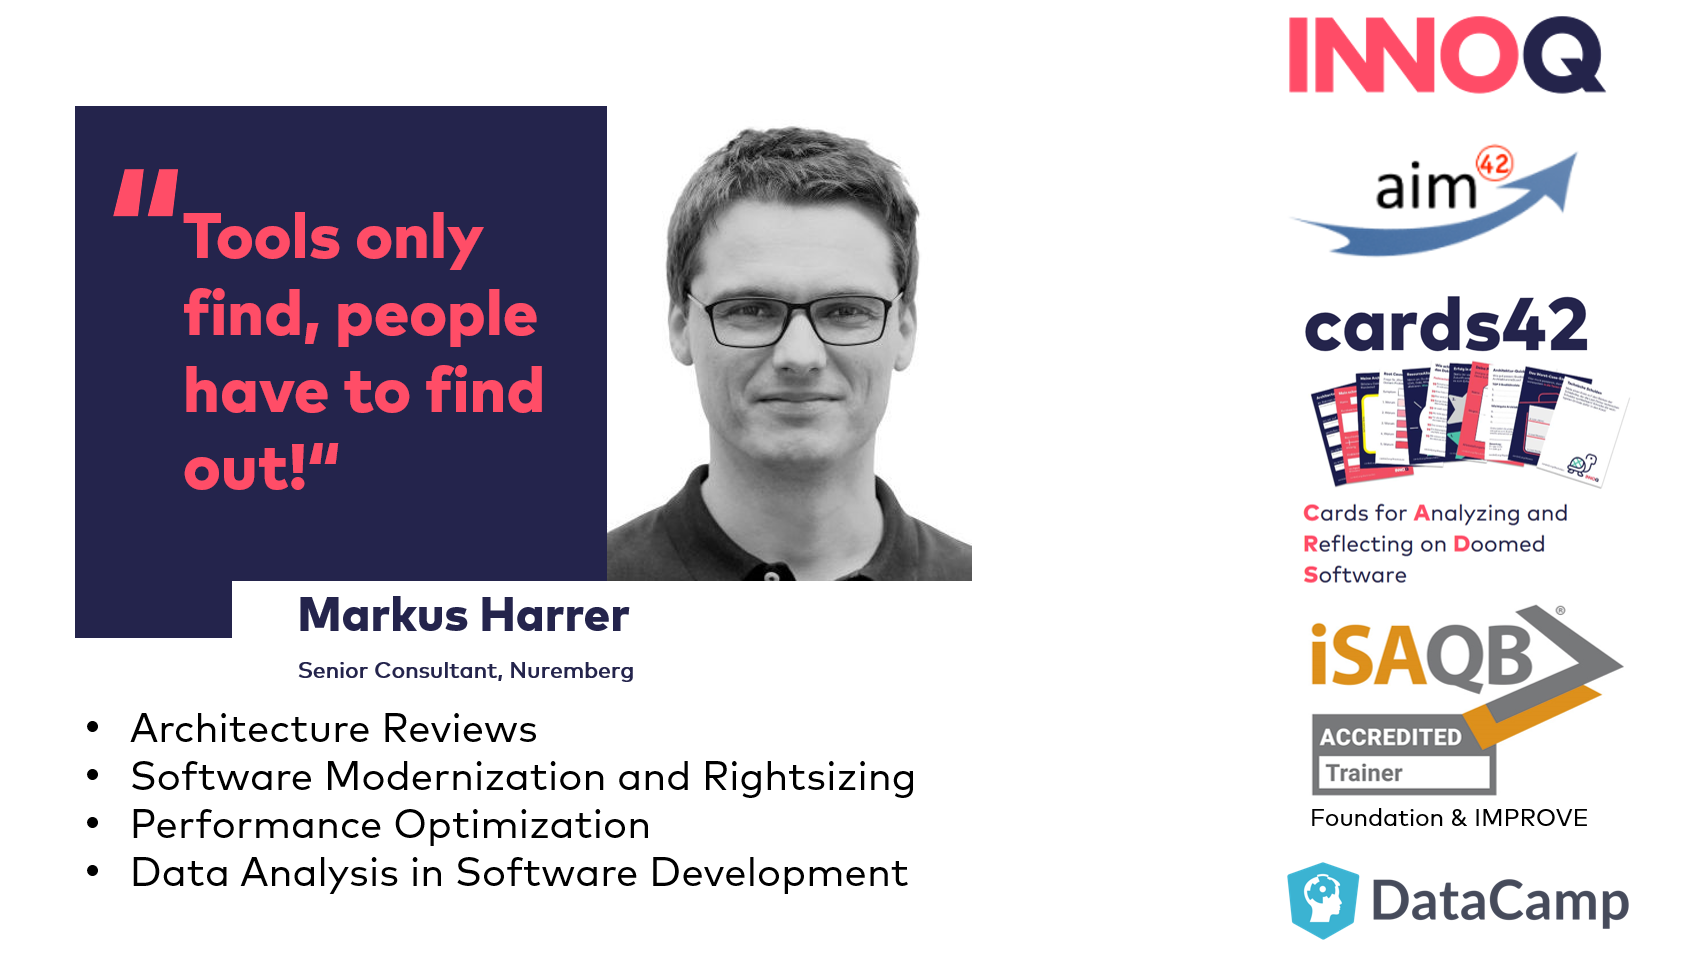 “Tools only
find, people
have to find
out!“
Markus Harrer
Senior Consultant, Nuremberg
• Architecture Reviews
• Software Modernization and Rightsizing
• Performance Optimization
• Data Analysis in Software Development
INNOQ
aim42
cards42
INNOQ
Cards for Analyzing and
Reflecting on Doomed
Software
iSAQB®
ACCREDITED
Trainer
Foundation & IMPROVE
DataCamp